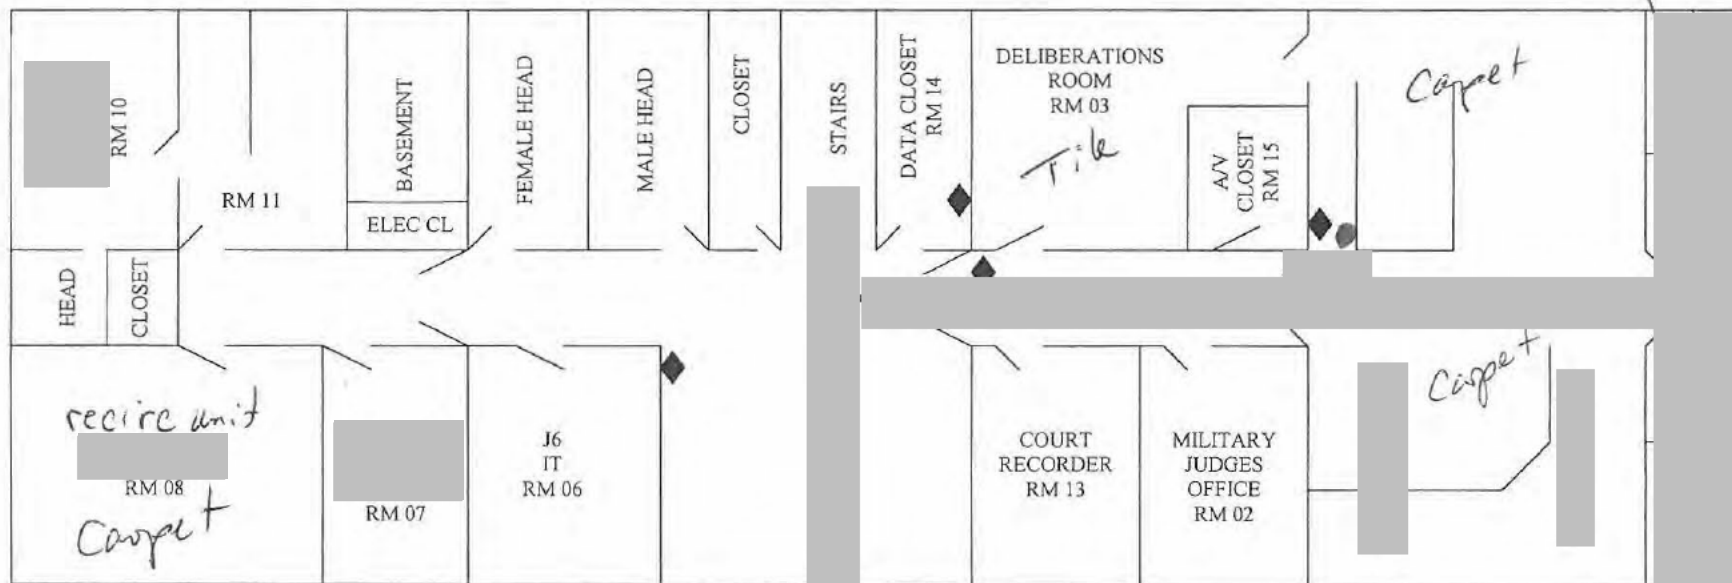 RM 10
RM 11
BASEMENT
ELEC CL
FEMALE HEAD
MALE HEAD
CLOSET
STAIRS
DATA CLOSET
RM 14
DELIBERATIONS
ROOM
RM 03
Tile
A/V
CLOSET
RM 15
Carpet
HEAD
CLOSET
recirc unit
RM 08
Carpet
RM 07
J6
IT
RM 06
COURT
RECORDER
RM 13
MILITARY
JUDGES
OFFICE
RM 02
Carpet